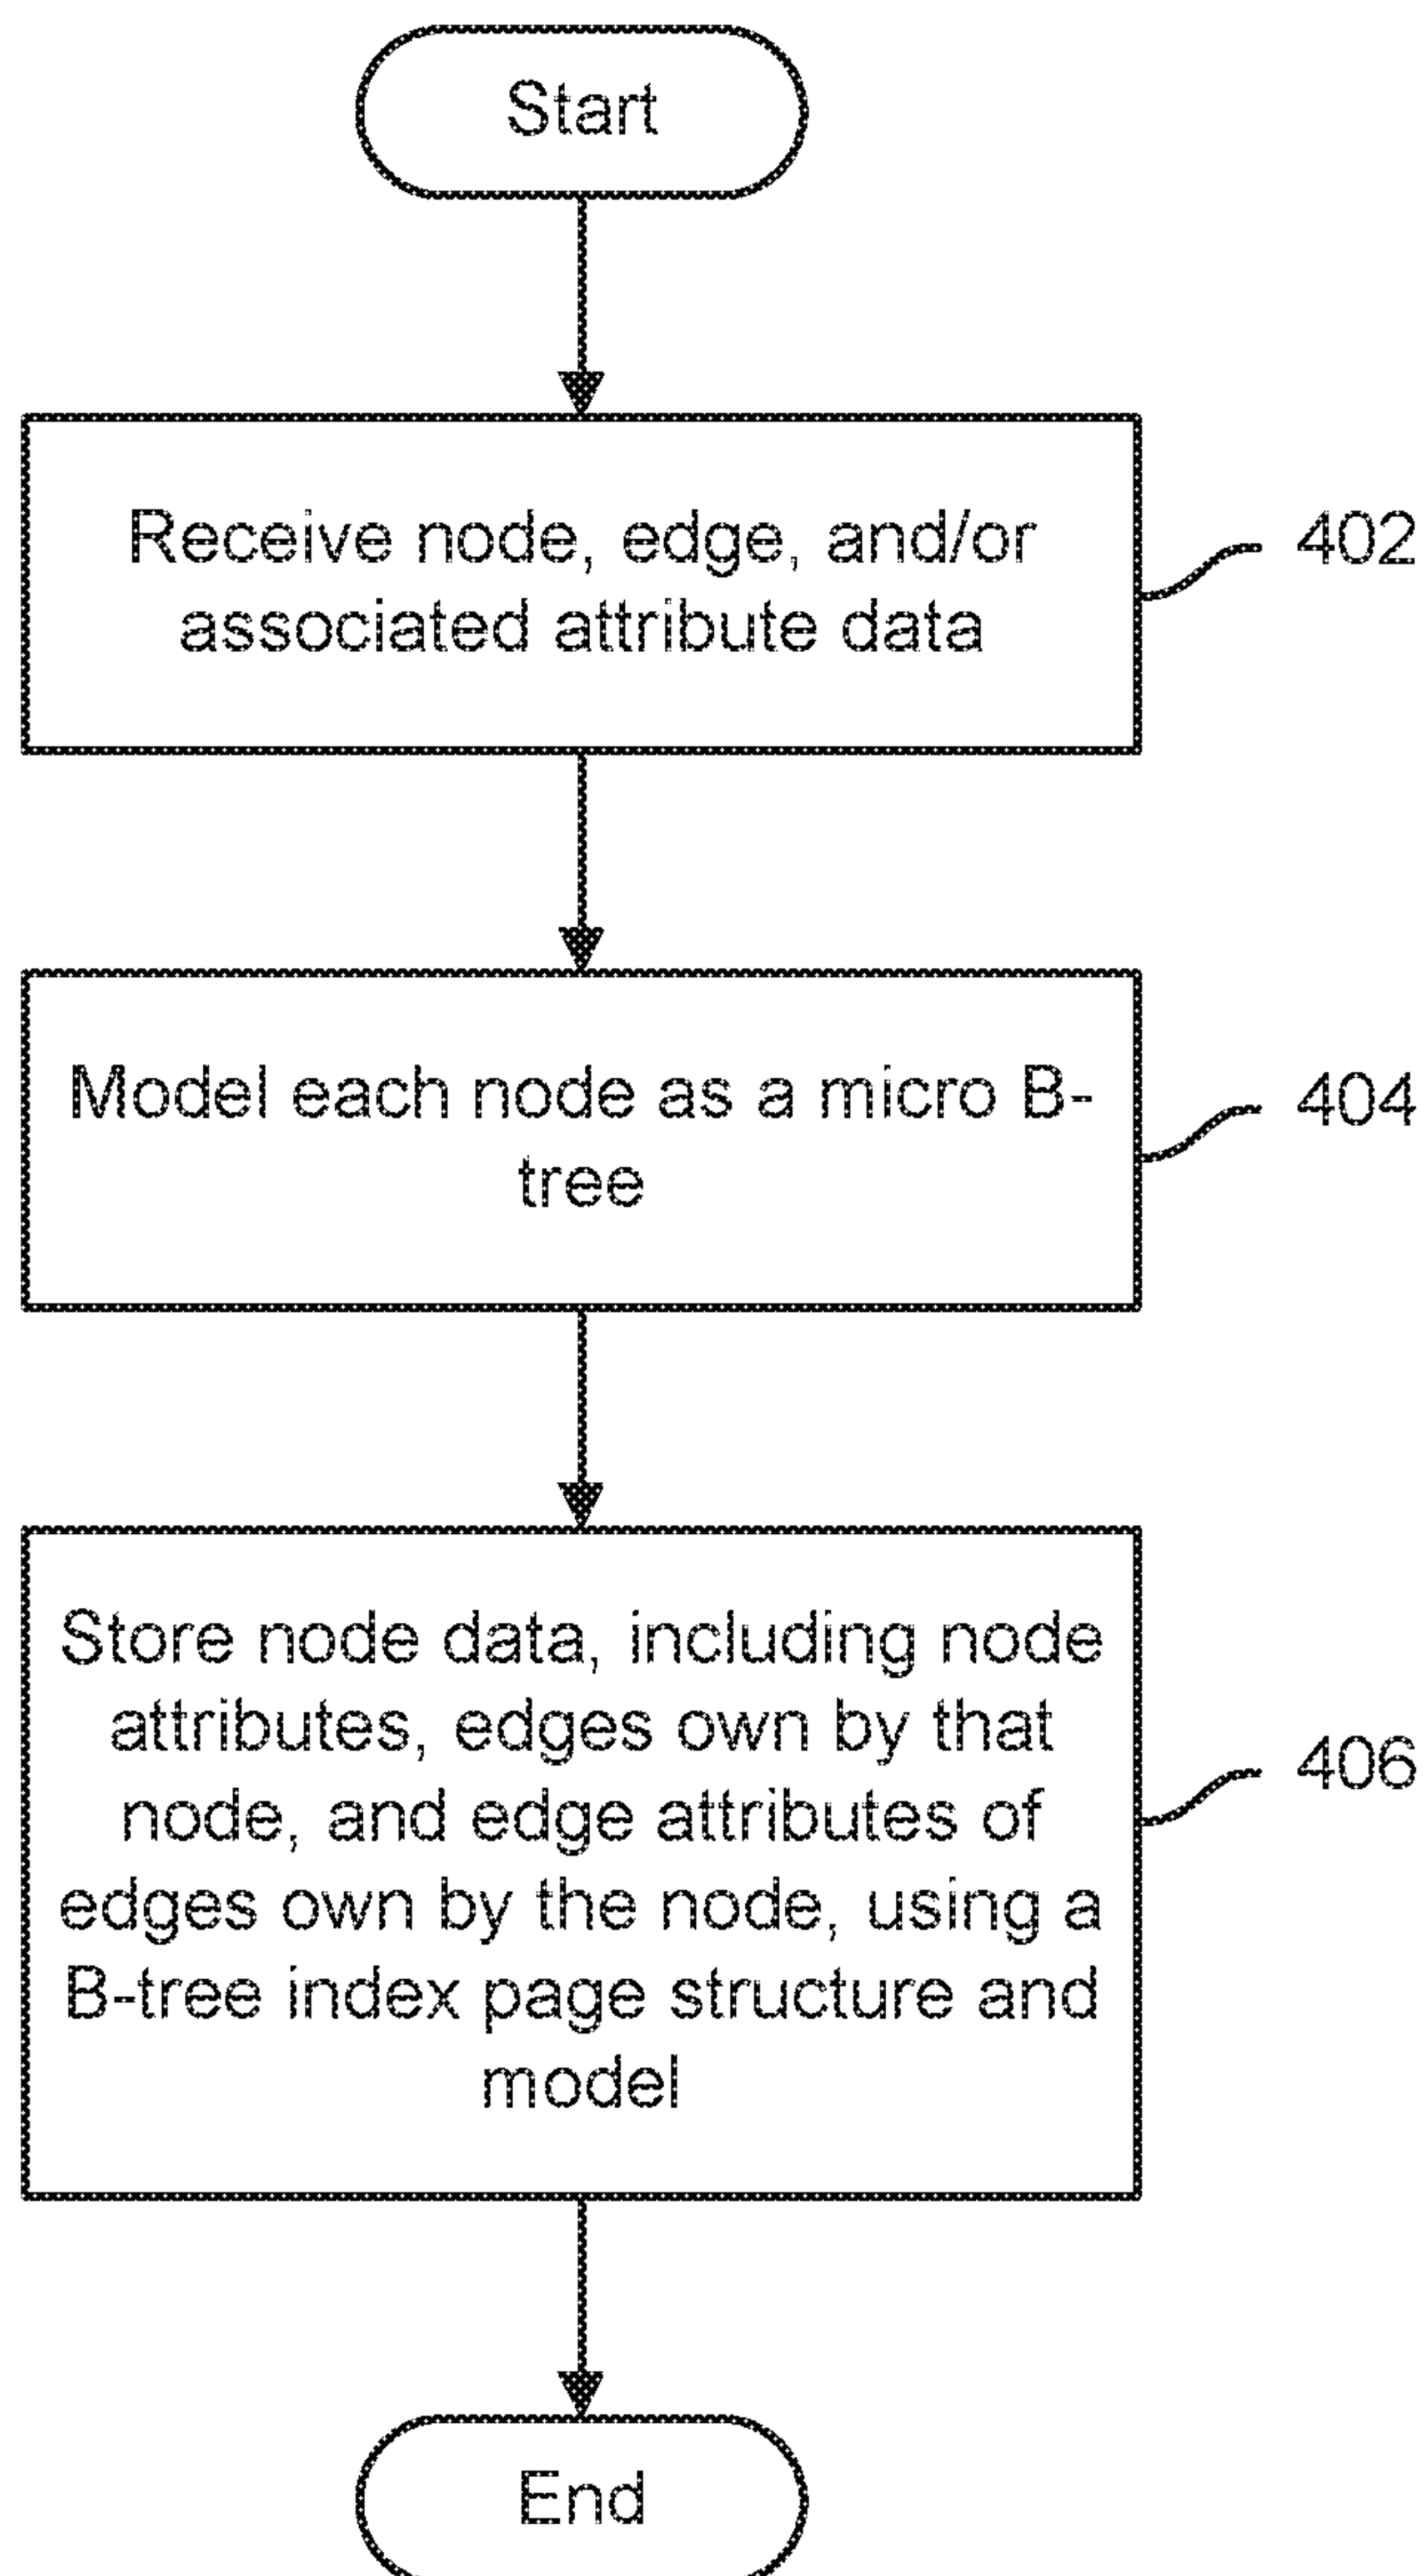 Start
Receive node, edge, and/or
associated attribute data
402
Model each node as a micro B-
tree
404
Store node data, including node
attributes, edges own by that
node, and edge attributes of
edges own by the node, using a
B-tree index page structure and
model
406
End